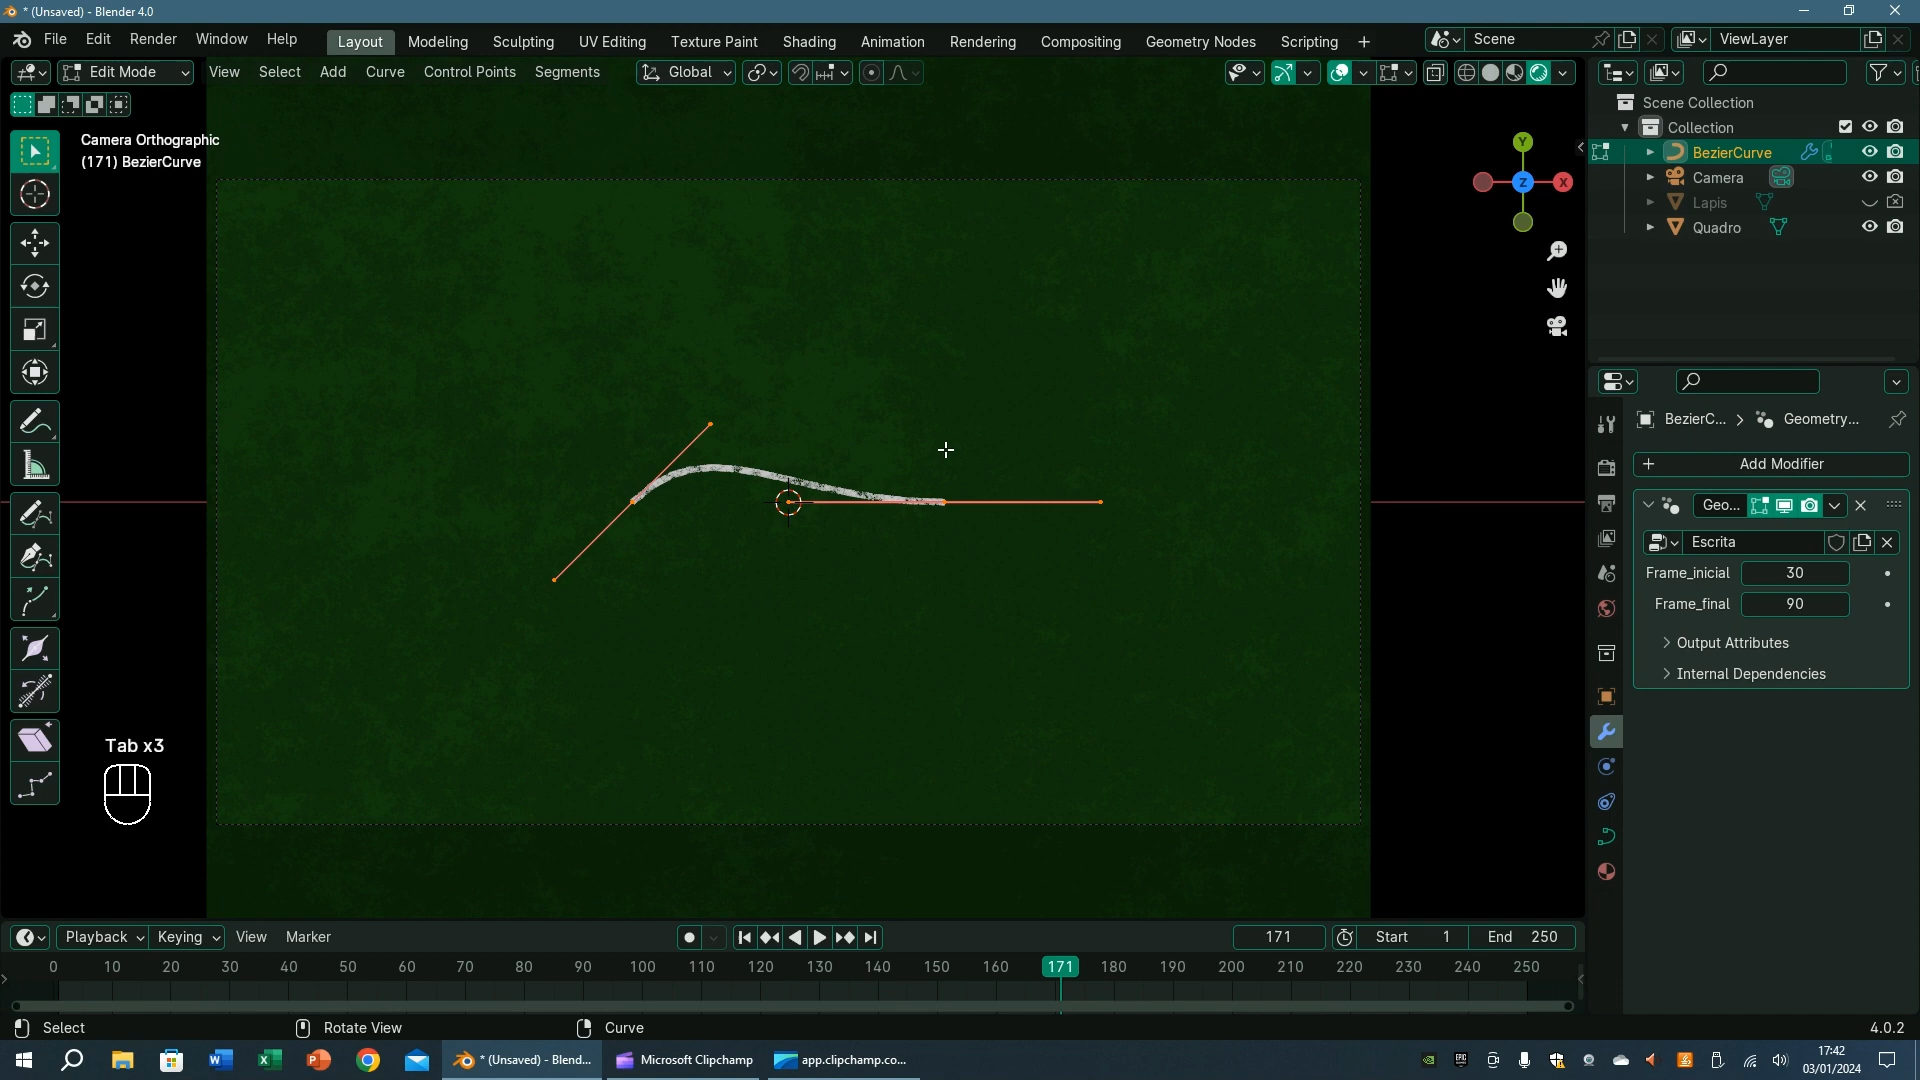 * (Unsaved) - Blender 4.0
File Edit Render Window Help Layout Modeling Sculpting UV Editing Texture Paint Shading Animation Rendering Compositing Geometry Nodes Scripting + Scene ViewLayer
Edit Mode View Select Add Curve Control Points Segments Global
Camera Orthographic
(171) BezierCurve
Scene Collection
Collection
BezierCurve
Camera
Lapis
Quadro
Y
Z
X
BezierC... > Geometry...
+ Add Modifier
Geo...
Escrita
Frame_inicial 30
Frame_final 90
Output Attributes
Internal Dependencies
Tab x3
Playback Keying View Marker 171 Start 1 End 250
0 10 20 30 40 50 60 70 80 90 100 110 120 130 140 150 160 171 180 190 200 210 220 230 240 250
Select Rotate View Curve 4.0.2
* (Unsaved) - Blend... Microsoft Clipchamp app.clipchamp.co... 17:42
03/01/2024